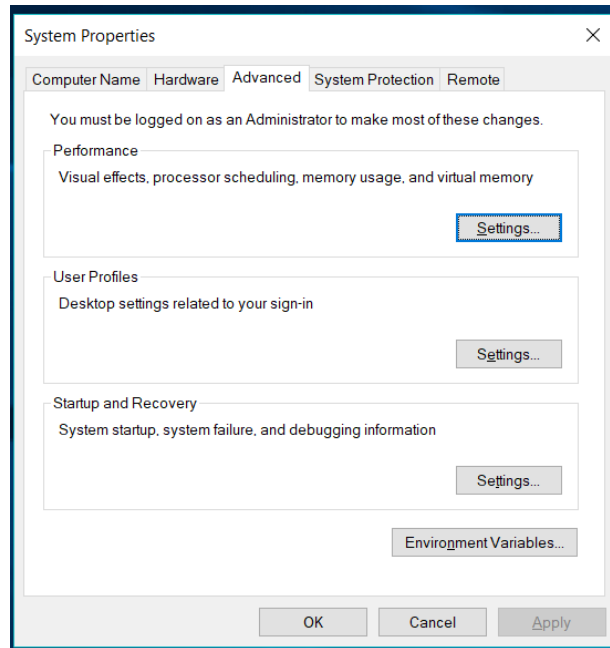 System Properties
Computer Name Hardware Advanced System Protection Remote
You must be logged on as an Administrator to make most of these changes.
Performance
Visual effects, processor scheduling, memory usage, and virtual memory
Settings...
User Profiles
Desktop settings related to your sign-in
Settings...
Startup and Recovery
System startup, system failure, and debugging information
Settings...
Environment Variables...
OK Cancel Apply